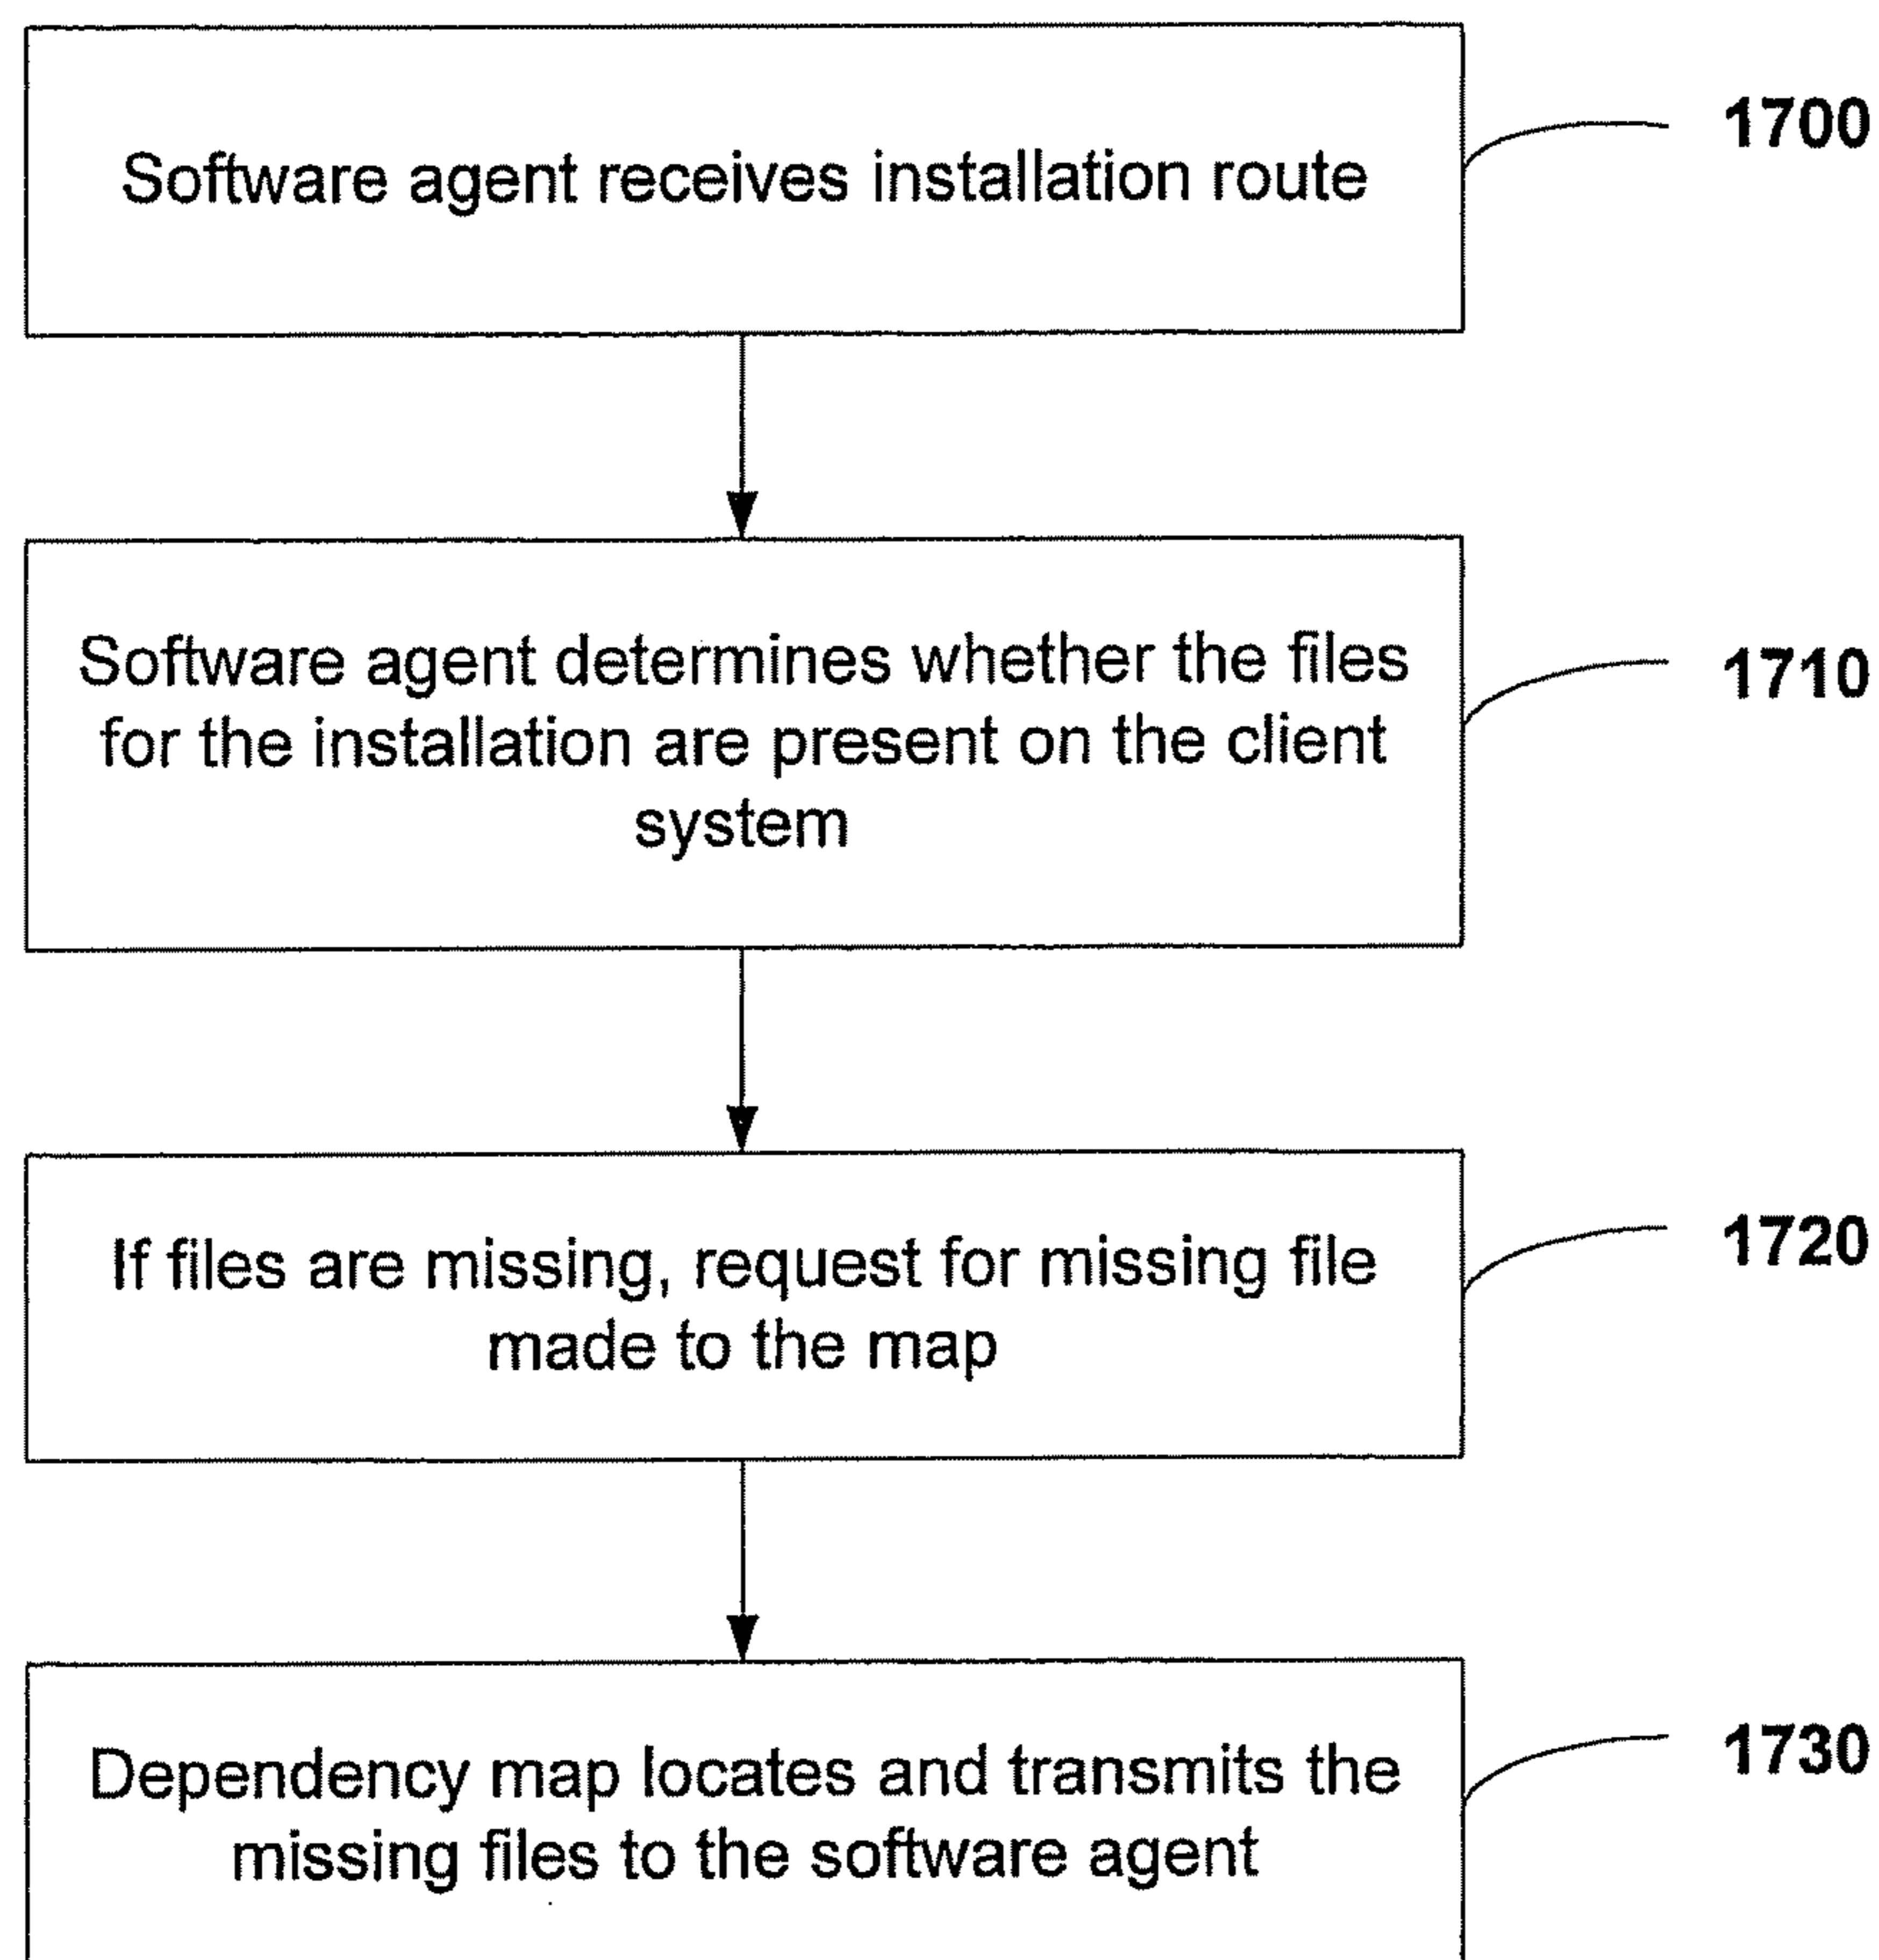 Software agent receives installation route
1700
Software agent determines whether the files
for the installation are present on the client
system
1710
If files are missing, request for missing file
made to the map
1720
Dependency map locates and transmits the
missing files to the software agent
1730